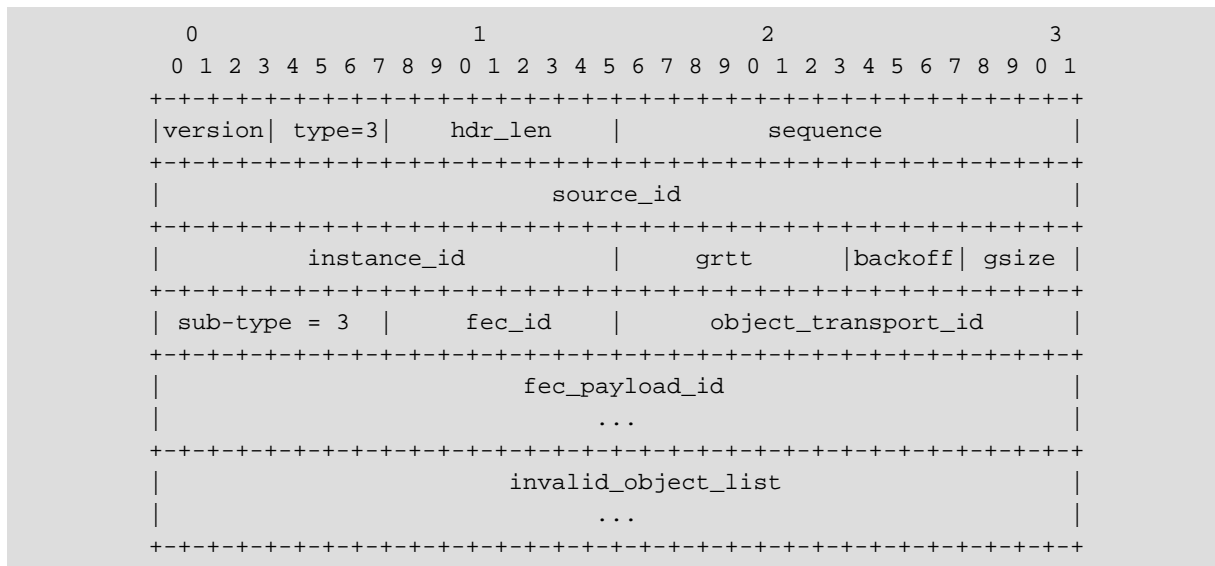 0                   1                   2                   3
0 1 2 3 4 5 6 7 8 9 0 1 2 3 4 5 6 7 8 9 0 1 2 3 4 5 6 7 8 9 0 1
+-+-+-+-+-+-+-+-+-+-+-+-+-+-+-+-+-+-+-+-+-+-+-+-+-+-+-+-+-+-+-+-+
|version| type=3|    hdr_len    |          sequence             |
+-+-+-+-+-+-+-+-+-+-+-+-+-+-+-+-+-+-+-+-+-+-+-+-+-+-+-+-+-+-+-+-+
|                           source_id                           |
+-+-+-+-+-+-+-+-+-+-+-+-+-+-+-+-+-+-+-+-+-+-+-+-+-+-+-+-+-+-+-+-+
|          instance_id          |     grtt      |backoff| gsize |
+-+-+-+-+-+-+-+-+-+-+-+-+-+-+-+-+-+-+-+-+-+-+-+-+-+-+-+-+-+-+-+-+
| sub-type = 3  |     fec_id    |      object_transport_id      |
+-+-+-+-+-+-+-+-+-+-+-+-+-+-+-+-+-+-+-+-+-+-+-+-+-+-+-+-+-+-+-+-+
|                         fec_payload_id                        |
|                              ...                              |
+-+-+-+-+-+-+-+-+-+-+-+-+-+-+-+-+-+-+-+-+-+-+-+-+-+-+-+-+-+-+-+-+
|                        invalid_object_list                    |
|                              ...                              |
+-+-+-+-+-+-+-+-+-+-+-+-+-+-+-+-+-+-+-+-+-+-+-+-+-+-+-+-+-+-+-+-+